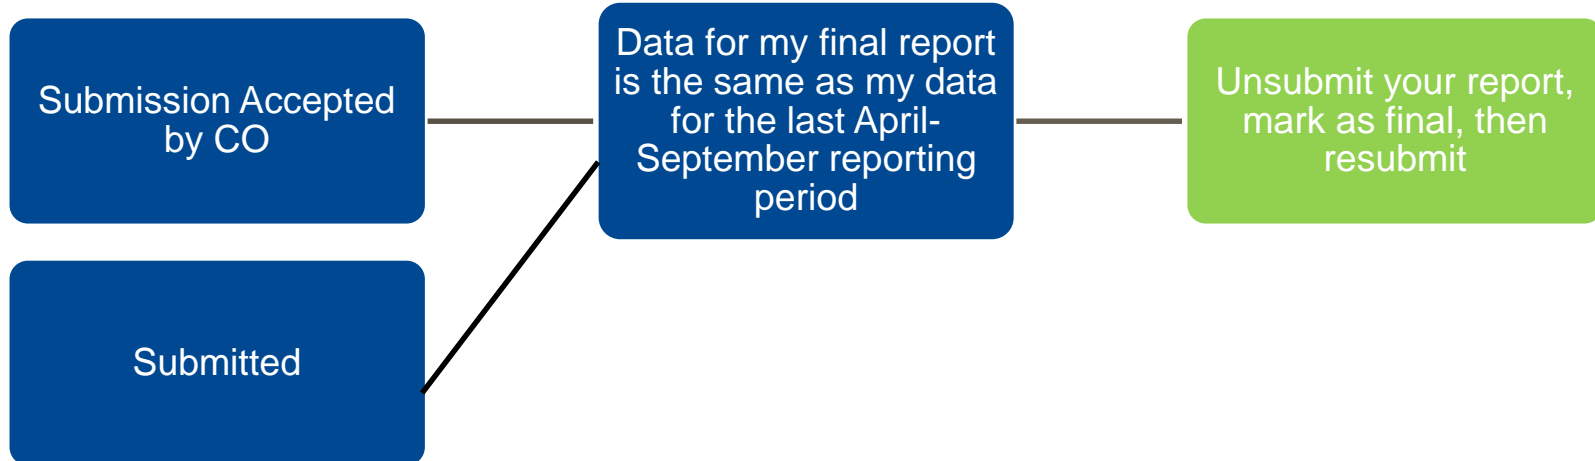 Submission Accepted
by CO
Data for my final report
is the same as my data
for the last April-
September reporting
period
Unsubmit your report,
mark as final, then
resubmit
Submitted